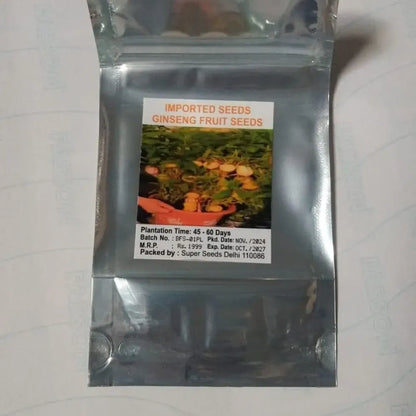 IMPORTED SEEDS
GINSENG FRUIT SEEDS
Plantation Time: 45 - 60 Days
Batch No. : BFS-01PL Pkd. Date: NOV. /2024
M.R.P. : Rs. 1999 Exp. Date: OCT. /2027
Packed by : Super Seeds Delhi 110086